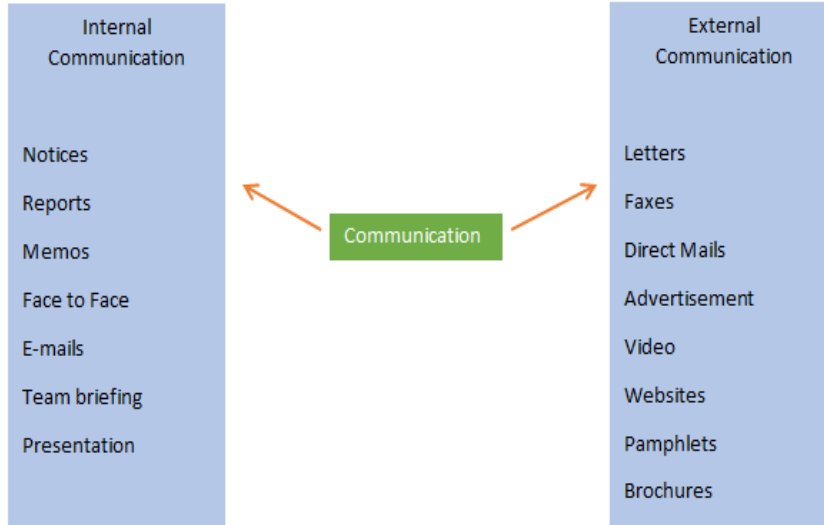 Internal
Communication
Notices
Reports
Memos
Face to Face
E-mails
Team briefing
Presentation
Communication
External
Communication
Letters
Faxes
Direct Mails
Advertisement
Video
Websites
Pamphlets
Brochures